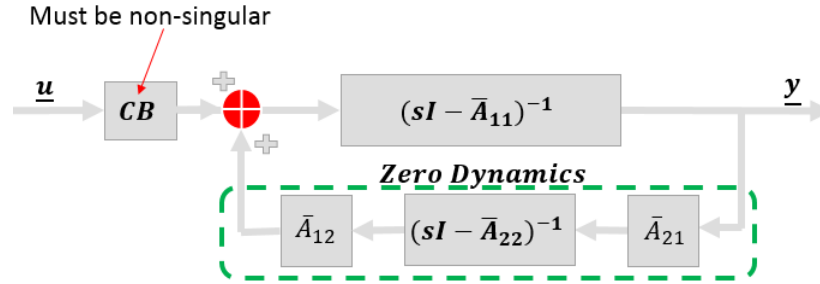 Must be non-singular
u
CB
(sI − Ā₁₁)⁻¹
y
Zero Dynamics
Ā₁₂
(sI − Ā₂₂)⁻¹
Ā₂₁